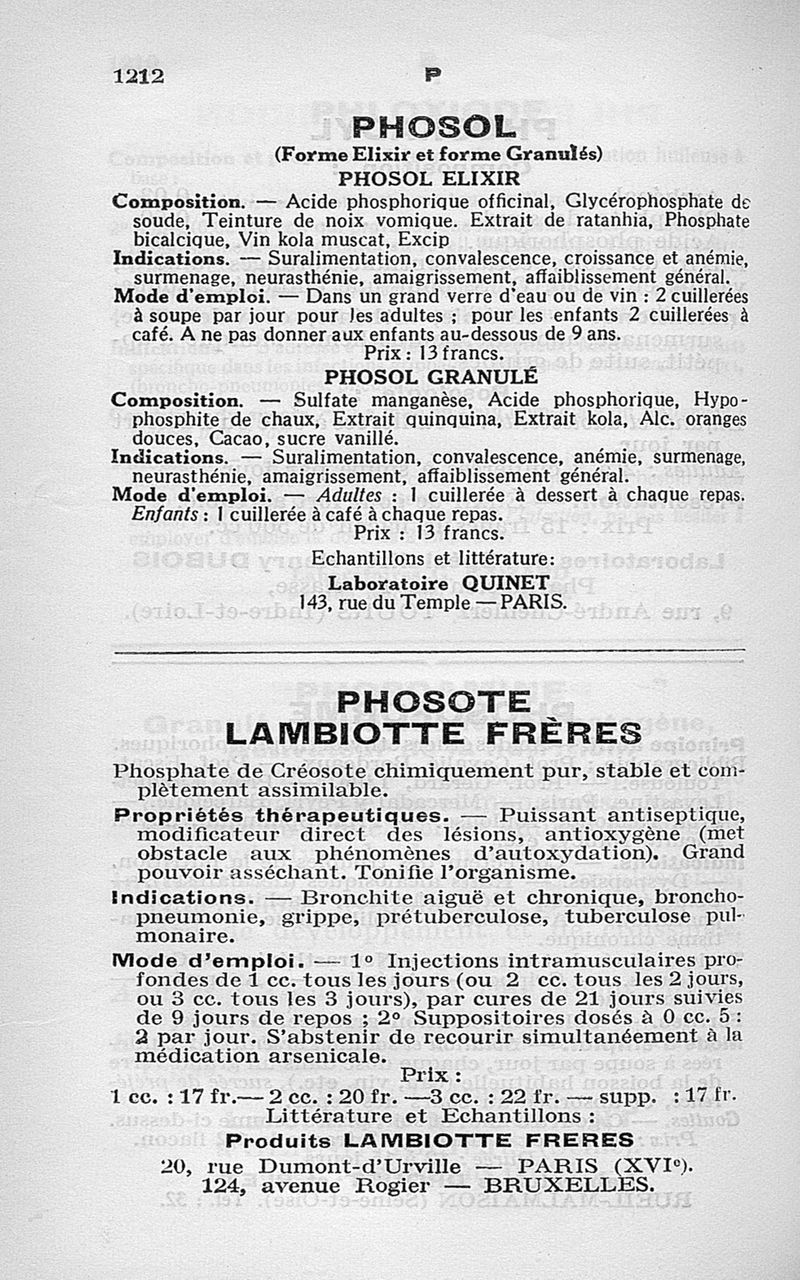 1212
P
PHOSOL
(Forme Elixir et forme Granulés)
PHOSOL ELIXIR
Composition. — Acide phosphorique officinal, Glycérophosphate de
soude, Teinture de noix vomique. Extrait de ratanhia, Phosphate
bicalcique, Vin kola muscat, Excip
Indications. — Suralimentation, convalescence, croissance et anémie,
surmenage, neurasthénie, amaigrissement, affaiblissement général.
Mode d'emploi. — Dans un grand verre d'eau ou de vin : 2 cuillerées
à soupe par jour pour les adultes ; pour les enfants 2 cuillerées à
café. A ne pas donner aux enfants au-dessous de 9 ans.
Prix : 13 francs.
PHOSOL GRANULÉ
Composition. — Sulfate manganèse, Acide phosphorique, Hypo-
phosphite de chaux, Extrait quinquina, Extrait kola, Alc. oranges
douces, Cacao, sucre vanillé.
Indications. — Suralimentation, convalescence, anémie, surmenage,
neurasthénie, amaigrissement, affaiblissement général.
Mode d'emploi. — Adultes : 1 cuillerée à dessert à chaque repas.
Enfants : 1 cuillerée à café à chaque repas.
Prix : 13 francs.
Echantillons et littérature:
Laboratoire QUINET
143, rue du Temple — PARIS.
PHOSOTE
LAMBIOTTE FRÈRES
Phosphate de Créosote chimiquement pur, stable et com-
plètement assimilable.
Propriétés thérapeutiques. — Puissant antiseptique,
modificateur direct des lésions, antioxygène (met
obstacle aux phénomènes d'autoxydation). Grand
pouvoir asséchant. Tonifie l'organisme.
Indications. — Bronchite aiguë et chronique, broncho-
pneumonie, grippe, prétuberculose, tuberculose pul-
monaire.
Mode d'emploi. — 1° Injections intramusculaires pro-
fondes de 1 cc. tous les jours (ou 2 cc. tous les 2 jours,
ou 3 cc. tous les 3 jours), par cures de 21 jours suivies
de 9 jours de repos ; 2° Suppositoires dosés à 0 cc. 5 :
2 par jour. S'abstenir de recourir simultanément à la
médication arsenicale.
Prix :
1 cc. : 17 fr.— 2 cc. : 20 fr. —3 cc. : 22 fr. — supp. : 17 fr.
Littérature et Echantillons :
Produits LAMBIOTTE FRERES
20, rue Dumont-d'Urville — PARIS (XVIe).
124, avenue Rogier — BRUXELLES.